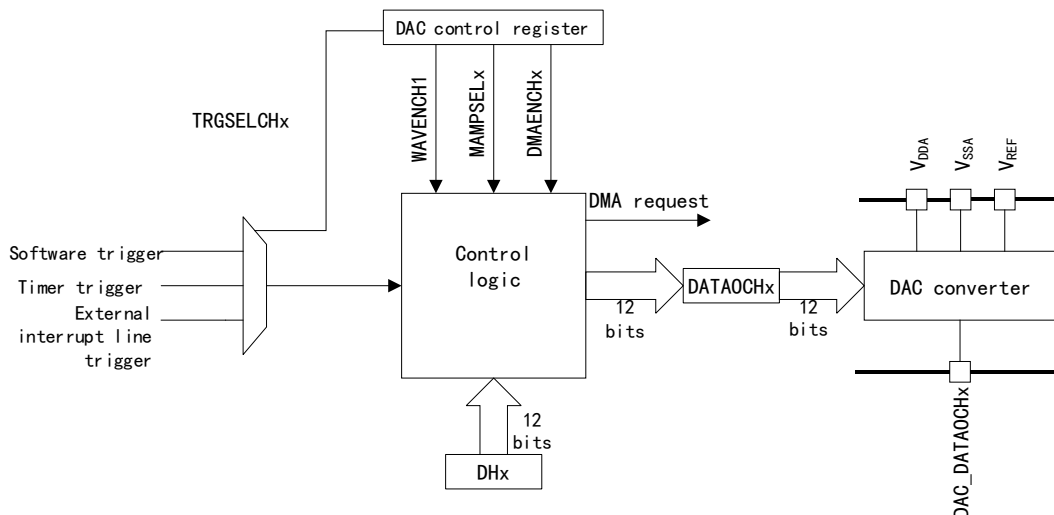 DAC control register
TRGSELCHx
WAVENCH1
MAMPSELx
DMAENCHx
VDDA
VSSA
VREF
DMA request
Software trigger
Timer trigger
External
interrupt line
trigger
Control
logic
DATAOCHx
DAC converter
12
bits
12
bits
12
bits
DHx
DAC_DATAOCHx